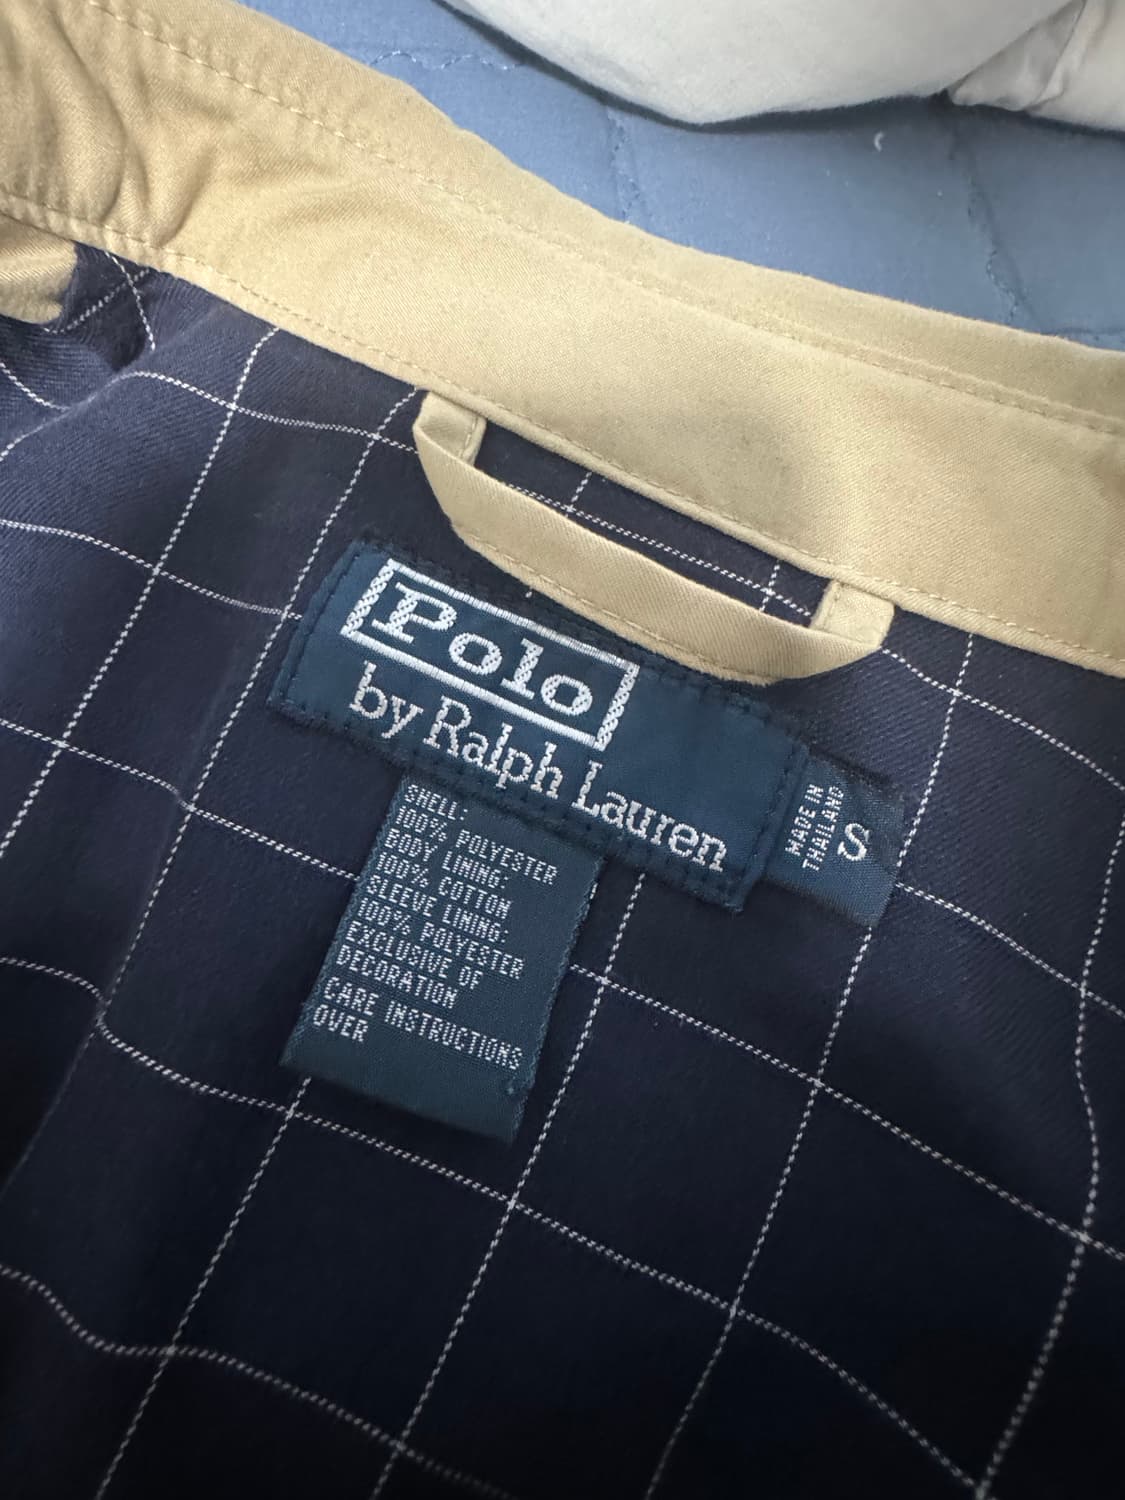 Polo
by Ralph Lauren
MADE IN
THAILAND
S
SHELL:
100% POLYESTER
BODY LINING:
100% COTTON
SLEEVE LINING:
100% POLYESTER
EXCLUSIVE OF
DECORATION
CARE INSTRUCTIONS
OVER